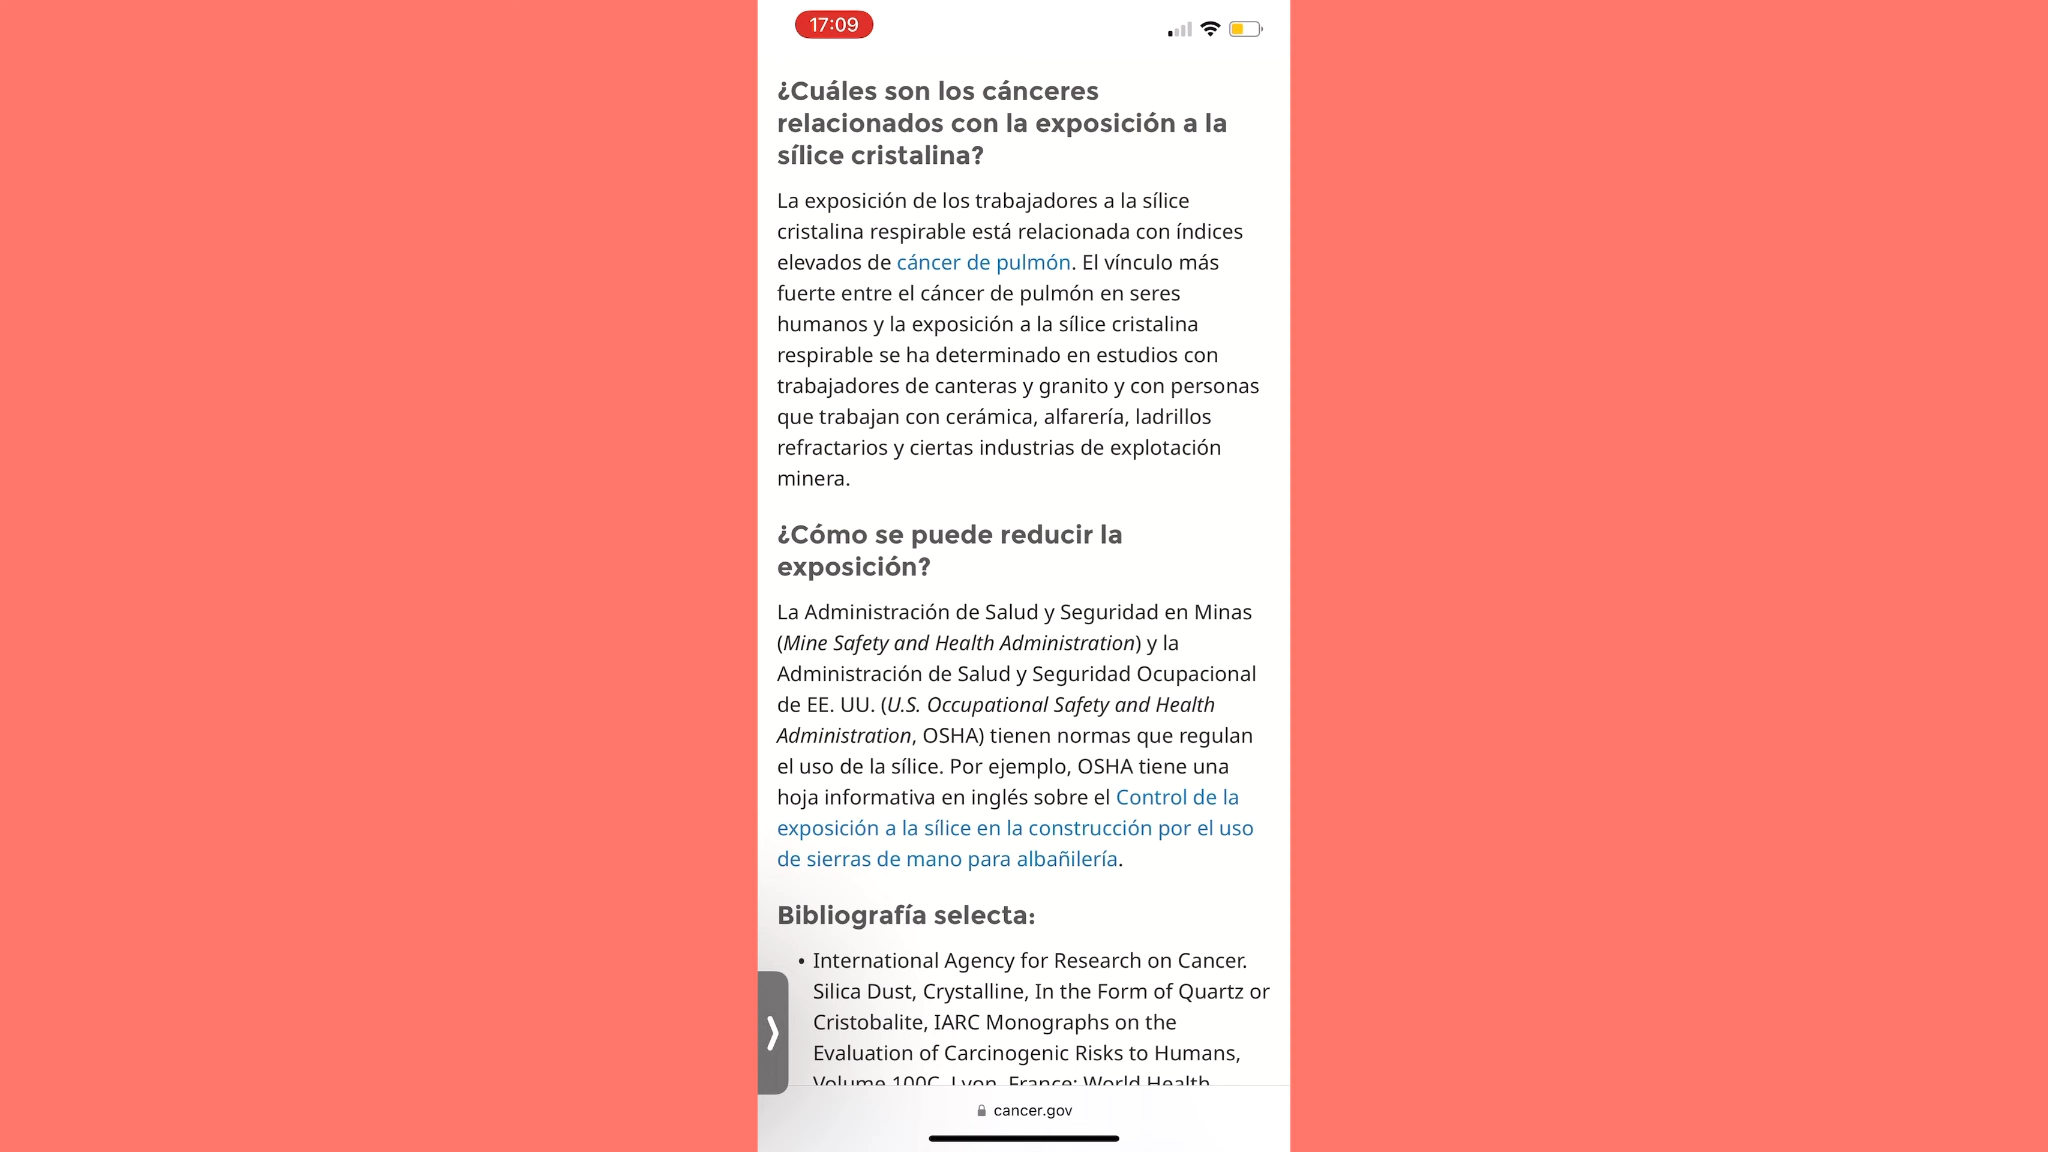 17:09
¿Cuáles son los cánceres
relacionados con la exposición a la
sílice cristalina?
La exposición de los trabajadores a la sílice
cristalina respirable está relacionada con índices
elevados de cáncer de pulmón. El vínculo más
fuerte entre el cáncer de pulmón en seres
humanos y la exposición a la sílice cristalina
respirable se ha determinado en estudios con
trabajadores de canteras y granito y con personas
que trabajan con cerámica, alfarería, ladrillos
refractarios y ciertas industrias de explotación
minera.
¿Cómo se puede reducir la
exposición?
La Administración de Salud y Seguridad en Minas
(Mine Safety and Health Administration) y la
Administración de Salud y Seguridad Ocupacional
de EE. UU. (U.S. Occupational Safety and Health
Administration, OSHA) tienen normas que regulan
el uso de la sílice. Por ejemplo, OSHA tiene una
hoja informativa en inglés sobre el Control de la
exposición a la sílice en la construcción por el uso
de sierras de mano para albañilería.
Bibliografía selecta:
• International Agency for Research on Cancer.
Silica Dust, Crystalline, In the Form of Quartz or
Cristobalite, IARC Monographs on the
Evaluation of Carcinogenic Risks to Humans,
Volume 100C. Lyon, France: World Health
cancer.gov